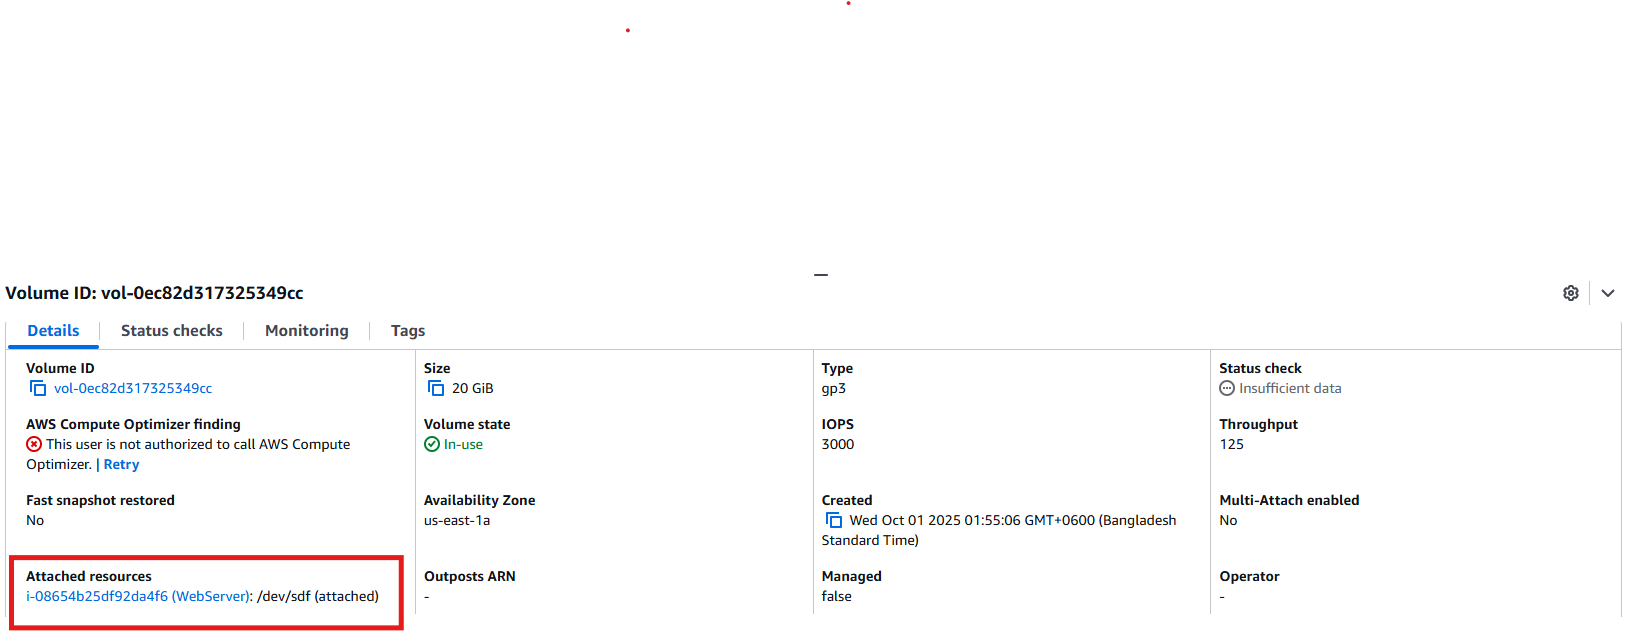 Volume ID: vol-0ec82d317325349cc
Details
Status checks
Monitoring
Tags
Volume ID
vol-0ec82d317325349cc
Size
20 GiB
Type
gp3
Status check
Insufficient data
AWS Compute Optimizer finding
This user is not authorized to call AWS Compute
Optimizer. | Retry
Volume state
In-use
IOPS
3000
Throughput
125
Fast snapshot restored
No
Availability Zone
us-east-1a
Created
Wed Oct 01 2025 01:55:06 GMT+0600 (Bangladesh
Standard Time)
Multi-Attach enabled
No
Attached resources
i-08654b25df92da4f6 (WebServer): /dev/sdf (attached)
Outposts ARN
-
Managed
false
Operator
-